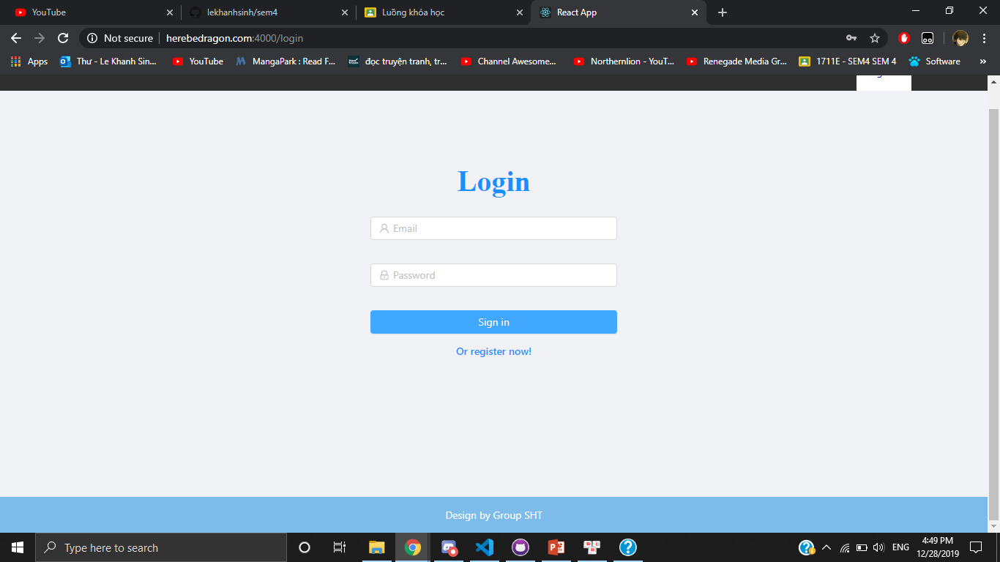 YouTube
lekhanhsinh/sem4
Luồng khóa học
React App
Not secure
herebedragon.com:4000/login
Apps
Thư - Le Khanh Sin...
YouTube
MangaPark : Read F...
đọc truyện tranh, tr...
Channel Awesome...
Northernlion - YouT...
Renegade Media Gr...
1711E - SEM4 SEM 4
Software
»
Login
Email
Password
Sign in
Or register now!
Design by Group SHT
Type here to search
ENG
4:49 PM
12/28/2019